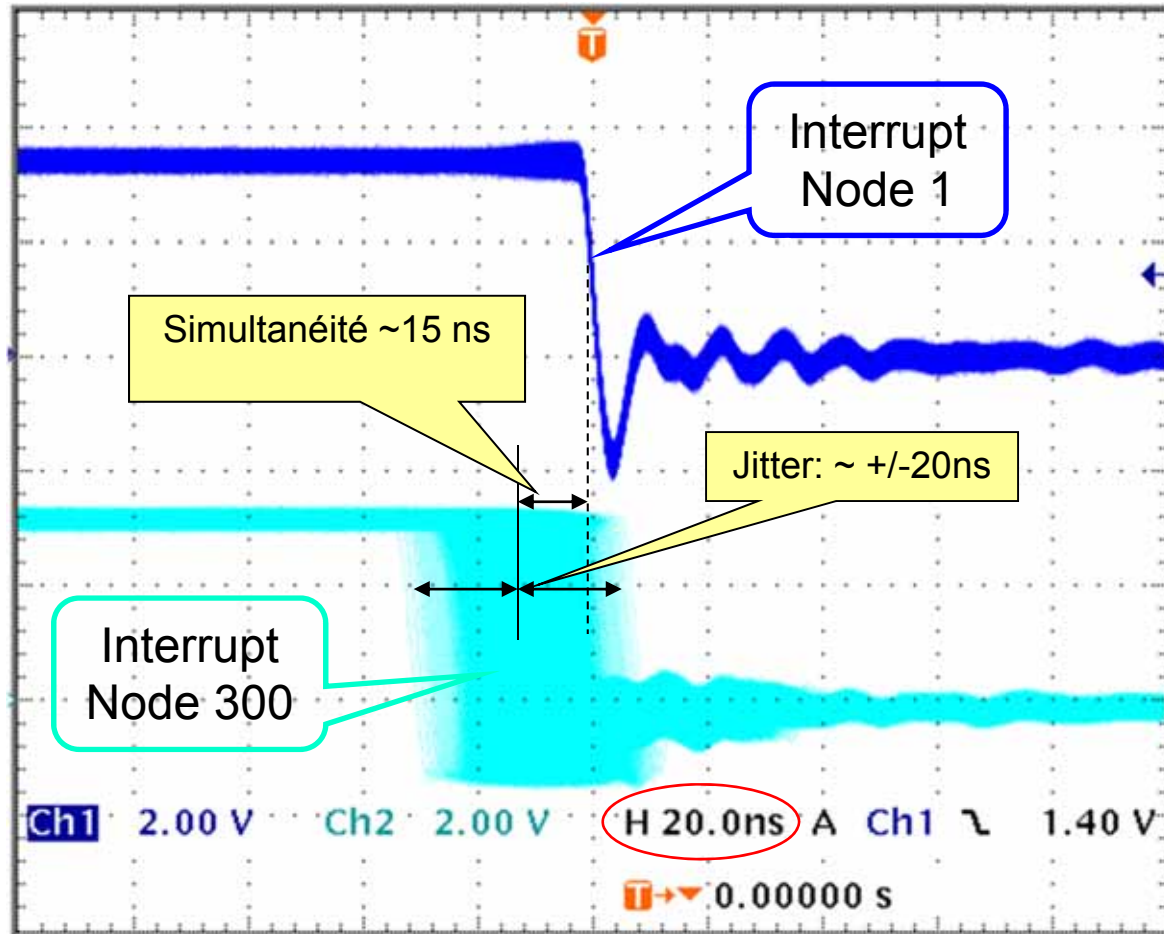 T
Interrupt
Node 1
Simultanéité ~15 ns
Jitter: ~ +/-20ns
Interrupt
Node 300
Ch1 2.00 V Ch2 2.00 V H 20.0ns A Ch1 1.40 V
T 0.00000 s